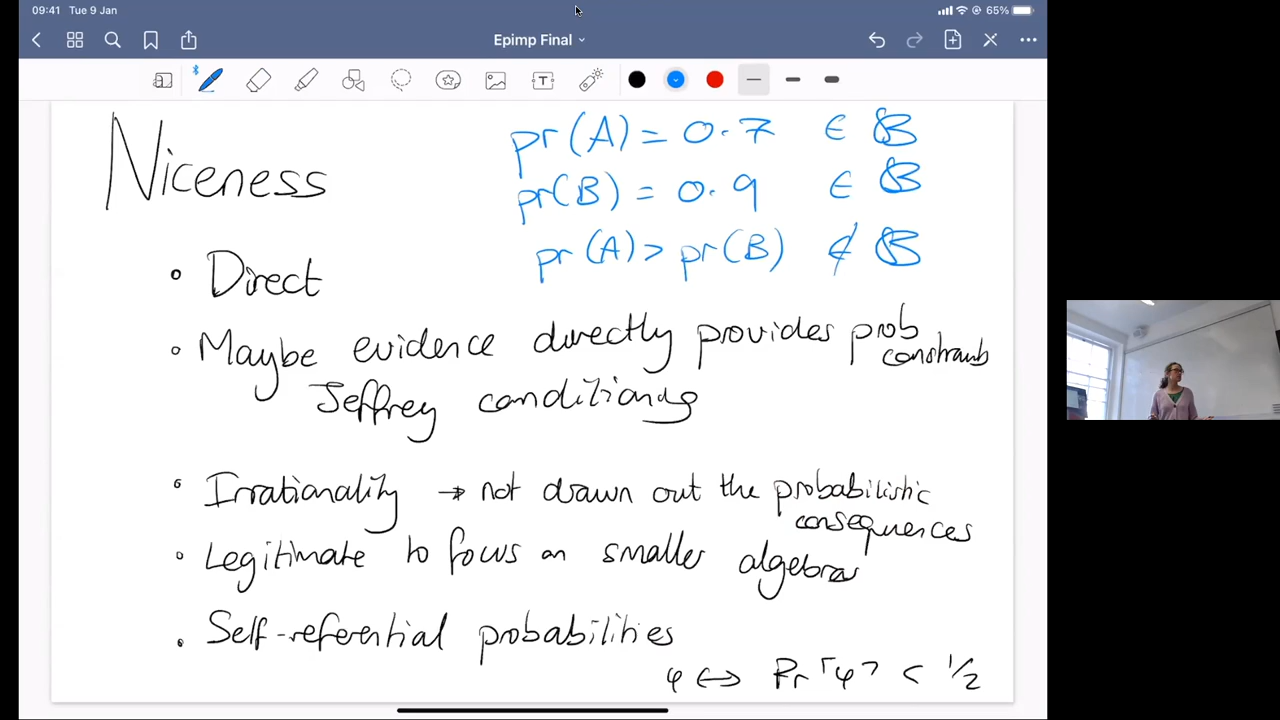 09:41 Tue 9 Jan 65%
Epimp Final
Niceness
pr(A) = 0.7 ∈ 𝔹
pr(B) = 0.9 ∈ 𝔹
pr(A) > pr(B) ∉ 𝔹
• Direct
• Maybe evidence directly provides prob
constraints
Jeffrey conditioning
• Irrationality → not drawn out the probabilistic
consequences
• Legitimate to focus on smaller algebras
• Self-referential probabilities
φ ↔ Pr⌜φ⌝ < 1/2